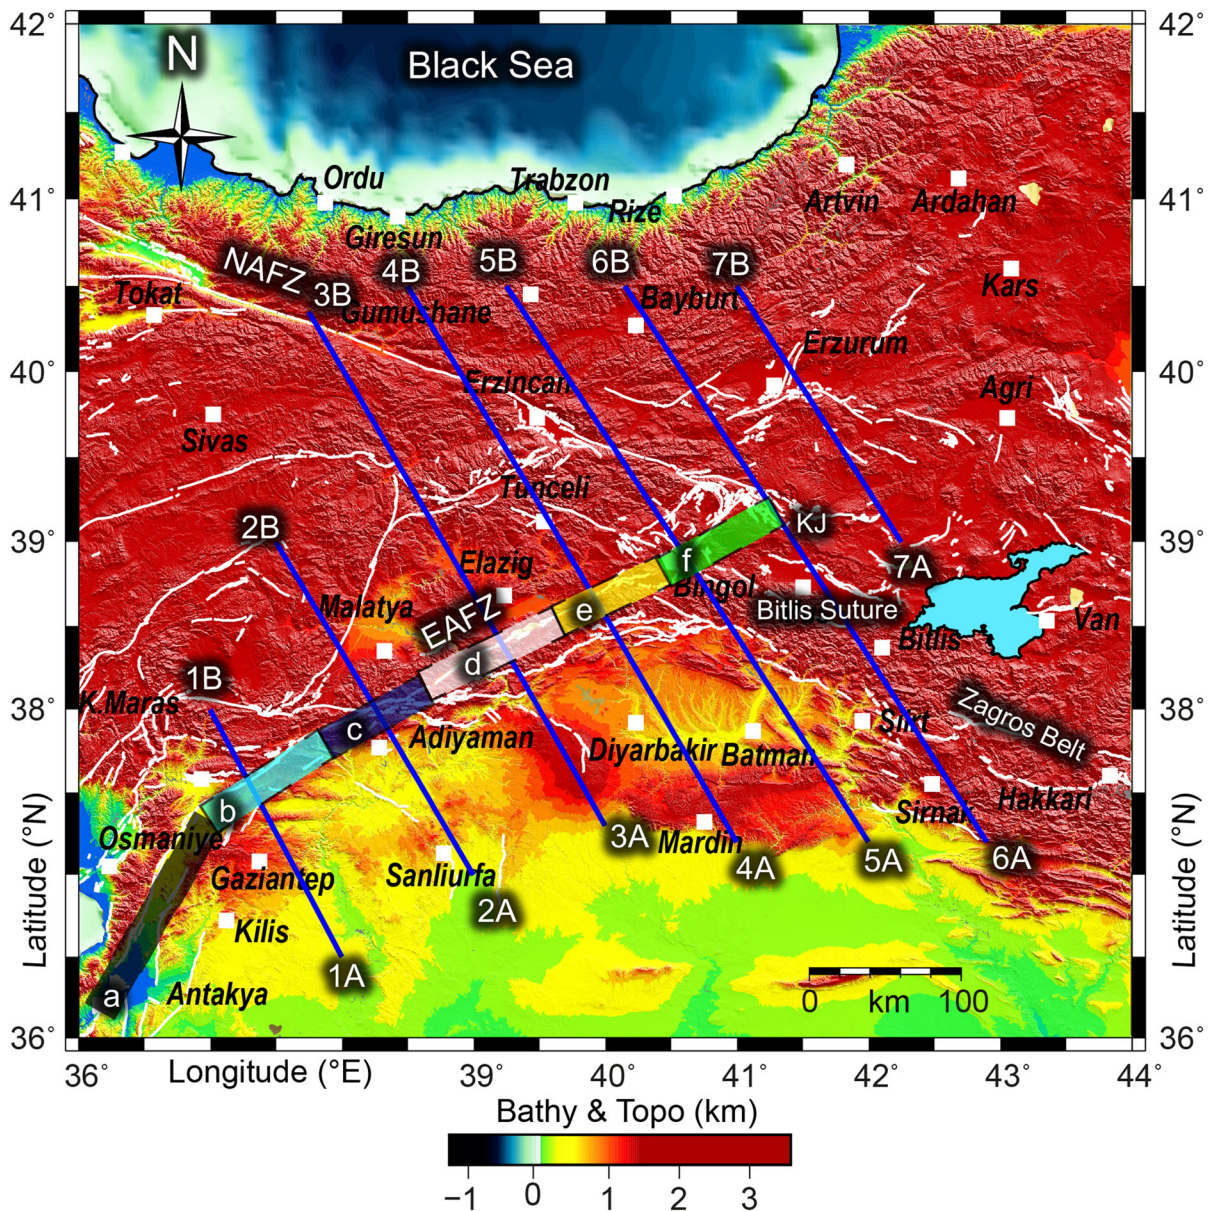 42° 42°
N
Black Sea
Ordu
Trabzon
41° 41°
Rize
Artvin
Ardahan
Giresun
NAFZ
3B
4B
5B
6B
7B
Tokat
Gumushane
Bayburt
Kars
Erzurum
40° 40°
Erzincan
Agri
Sivas
Tunceli
2B
KJ
39° 39°
Elazig
f
7A
Malatya
Bingol
EAFZ
e
Bitlis Suture
Van
Bitlis
d
1B
K.Maras
38° 38°
c
Adiyaman
Diyarbakir
Batman
Siirt
Zagros Belt
b
Osmaniye
Sirnak
Hakkari
3A
Mardin
4A
5A
6A
Gaziantep
Sanliurfa
2A
Kilis
1A
a
Antakya
0 km 100
37°
36° 36°
Latitude (°N)
Latitude (°N)
36° Longitude (°E) 39° 40° 41° 42° 43° 44°
Bathy & Topo (km)
−1 0 1 2 3